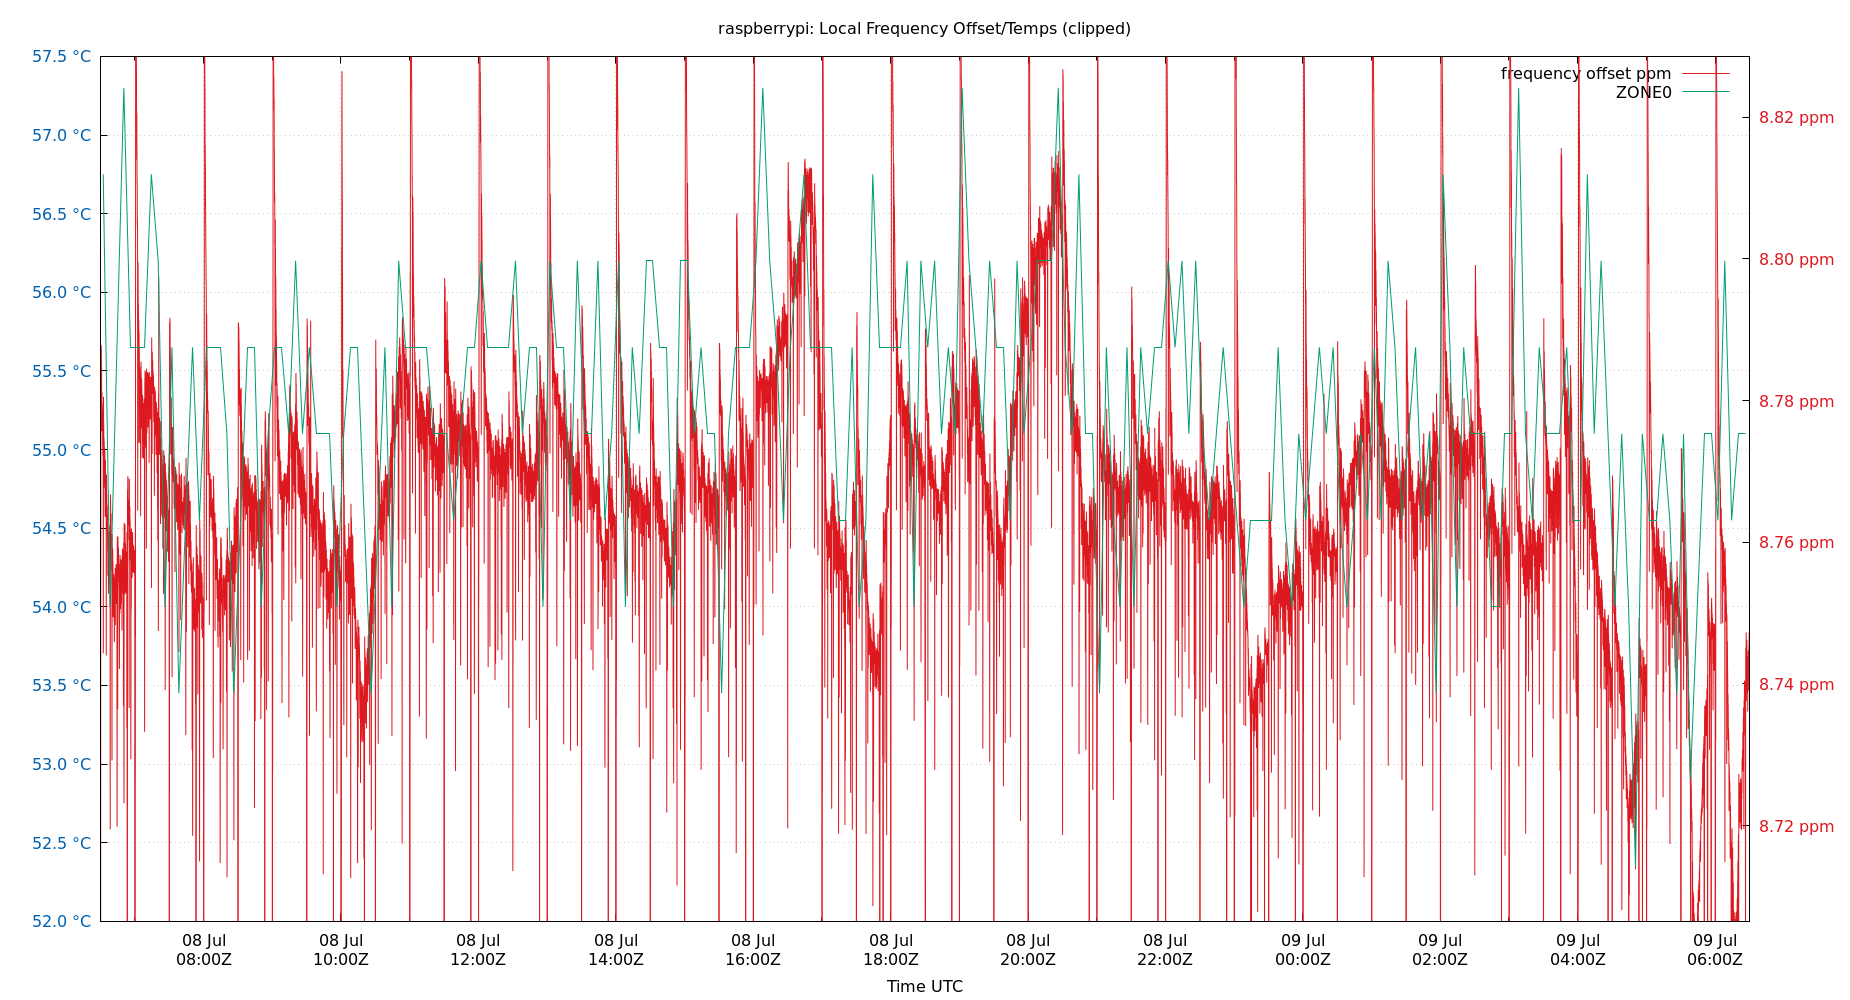 raspberrypi: Local Frequency Offset/Temps (clipped)
57.5 °C
57.0 °C
56.5 °C
56.0 °C
55.5 °C
55.0 °C
54.5 °C
54.0 °C
53.5 °C
53.0 °C
52.5 °C
52.0 °C
frequency offset ppm
ZONE0
8.82 ppm
8.80 ppm
8.78 ppm
8.76 ppm
8.74 ppm
8.72 ppm
08 Jul 08 Jul 08 Jul 08 Jul 08 Jul 08 Jul 08 Jul 08 Jul 09 Jul 09 Jul 09 Jul 09 Jul
08:00Z 10:00Z 12:00Z 14:00Z 16:00Z 18:00Z 20:00Z 22:00Z 00:00Z 02:00Z 04:00Z 06:00Z
Time UTC